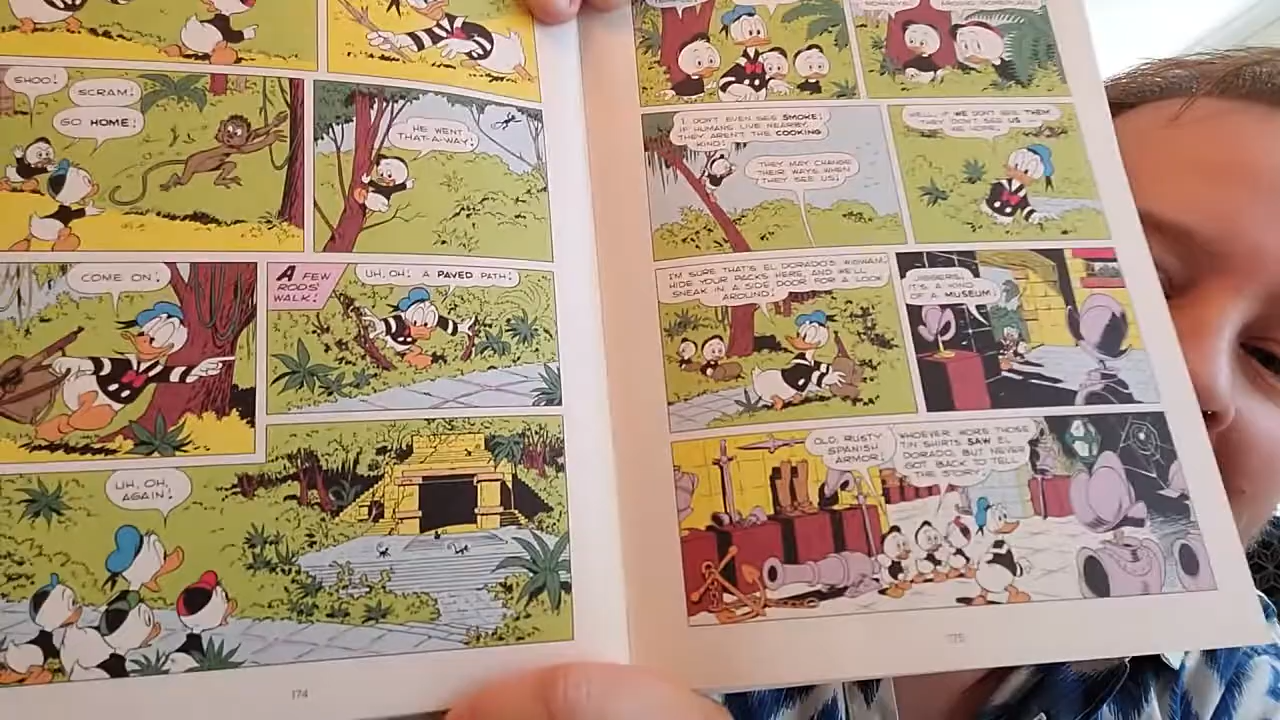 SHOO!
SCRAM!
GO HOME!
HE WENT
THAT-A-WAY!
COME ON!
A FEW
RODS'
WALK!
UH, OH! A PAVED PATH!
UH, OH,
AGAIN!
174
I DON'T EVEN SEE SMOKE!
IF HUMANS LIVE NEARBY,
THEY AREN'T THE COOKING
KIND!
THEY MAY CHANGE
THEIR WAYS WHEN
THEY SEE US!
WELL, IF WE DON'T SEE THEM,
THEY DON'T SEE US
WE HOPE!
I'M SURE THAT'S EL DORADO'S WIGWAM!
HIDE YOUR PACKS HERE, AND WE'LL
SNEAK IN A SIDE DOOR FOR A LOOK
AROUND!
JIGGERS!
IT'S A KIND
OF A MUSEUM!
OLD, RUSTY
SPANISH
ARMOR!
WHOEVER WORE THOSE
TIN SHIRTS SAW EL
DORADO, BUT NEVER
GOT BACK TO TELL
THE STORY!
175